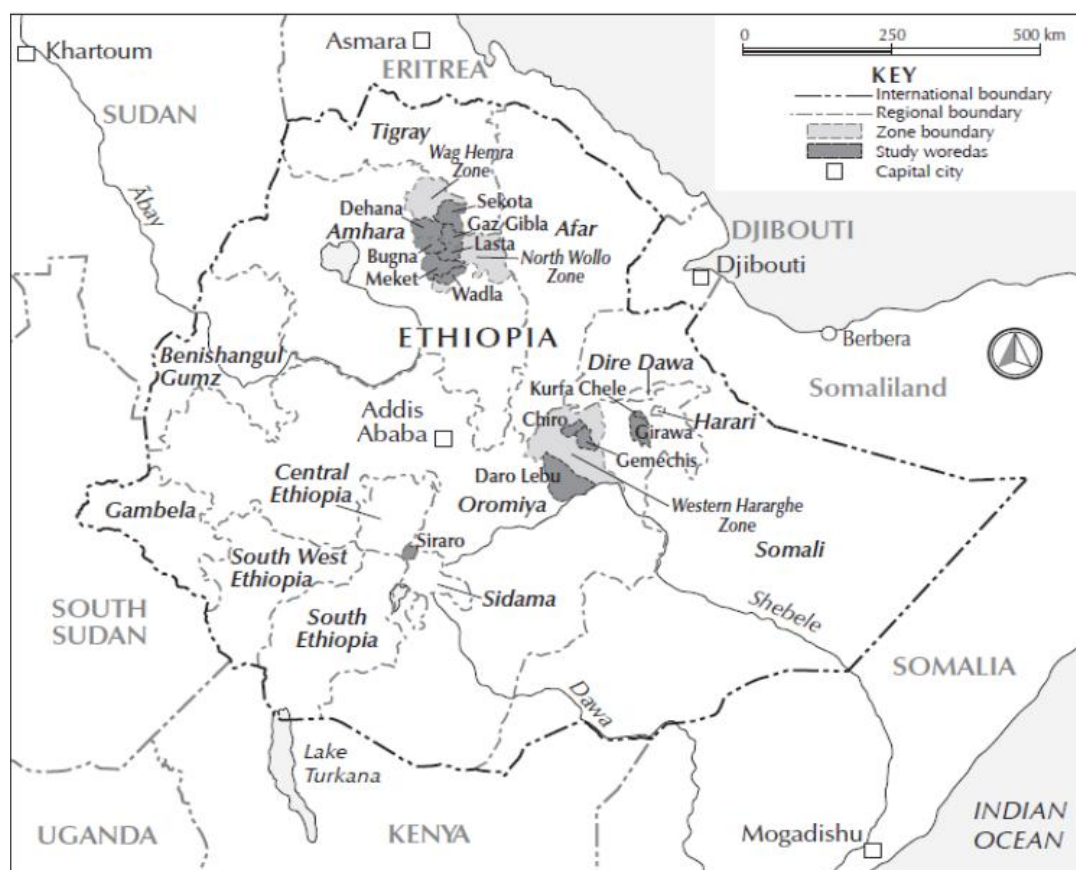 0 250 500 km
KEY
International boundary
Regional boundary
Zone boundary
Study woredas
Capital city
Khartoum
Asmara
ERITREA
SUDAN
Tigray
Wag Hemra
Zone
Ābay
Sekota
Dehana
Gaz Gibla
Amhara
Afar
Lasta
Bugna
North Wollo
Zone
Meket
Wadla
DJIBOUTI
Djibouti
ETHIOPIA
Berbera
Benishangul
Gumz
Dire Dawa
Somaliland
Kurfa Chele
Chiro
Harari
Addis
Ababa
Girawa
Gemechis
Central
Ethiopia
Daro Lebu
Oromiya
Western Hararghe
Zone
Gambela
Siraro
South West
Ethiopia
Somali
Sidama
Shebele
SOUTH
SUDAN
South
Ethiopia
SOMALIA
Dawa
Lake
Turkana
UGANDA
KENYA
Mogadishu
INDIAN
OCEAN